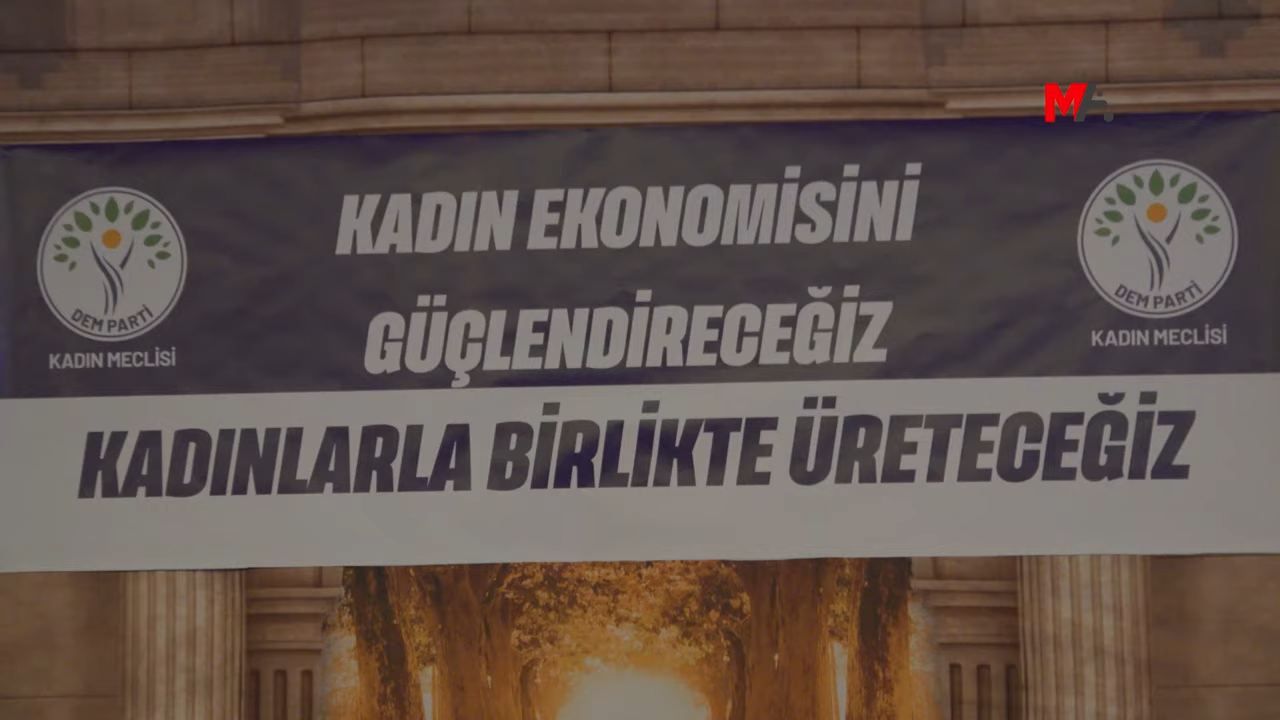 MA
KADIN EKONOMİSİNİ
GÜÇLENDİRECEĞİZ
KADINLARLA BİRLİKTE ÜRETECEĞİZ
DEM PARTİ
KADIN MECLİSİ
DEM PARTİ
KADIN MECLİSİ